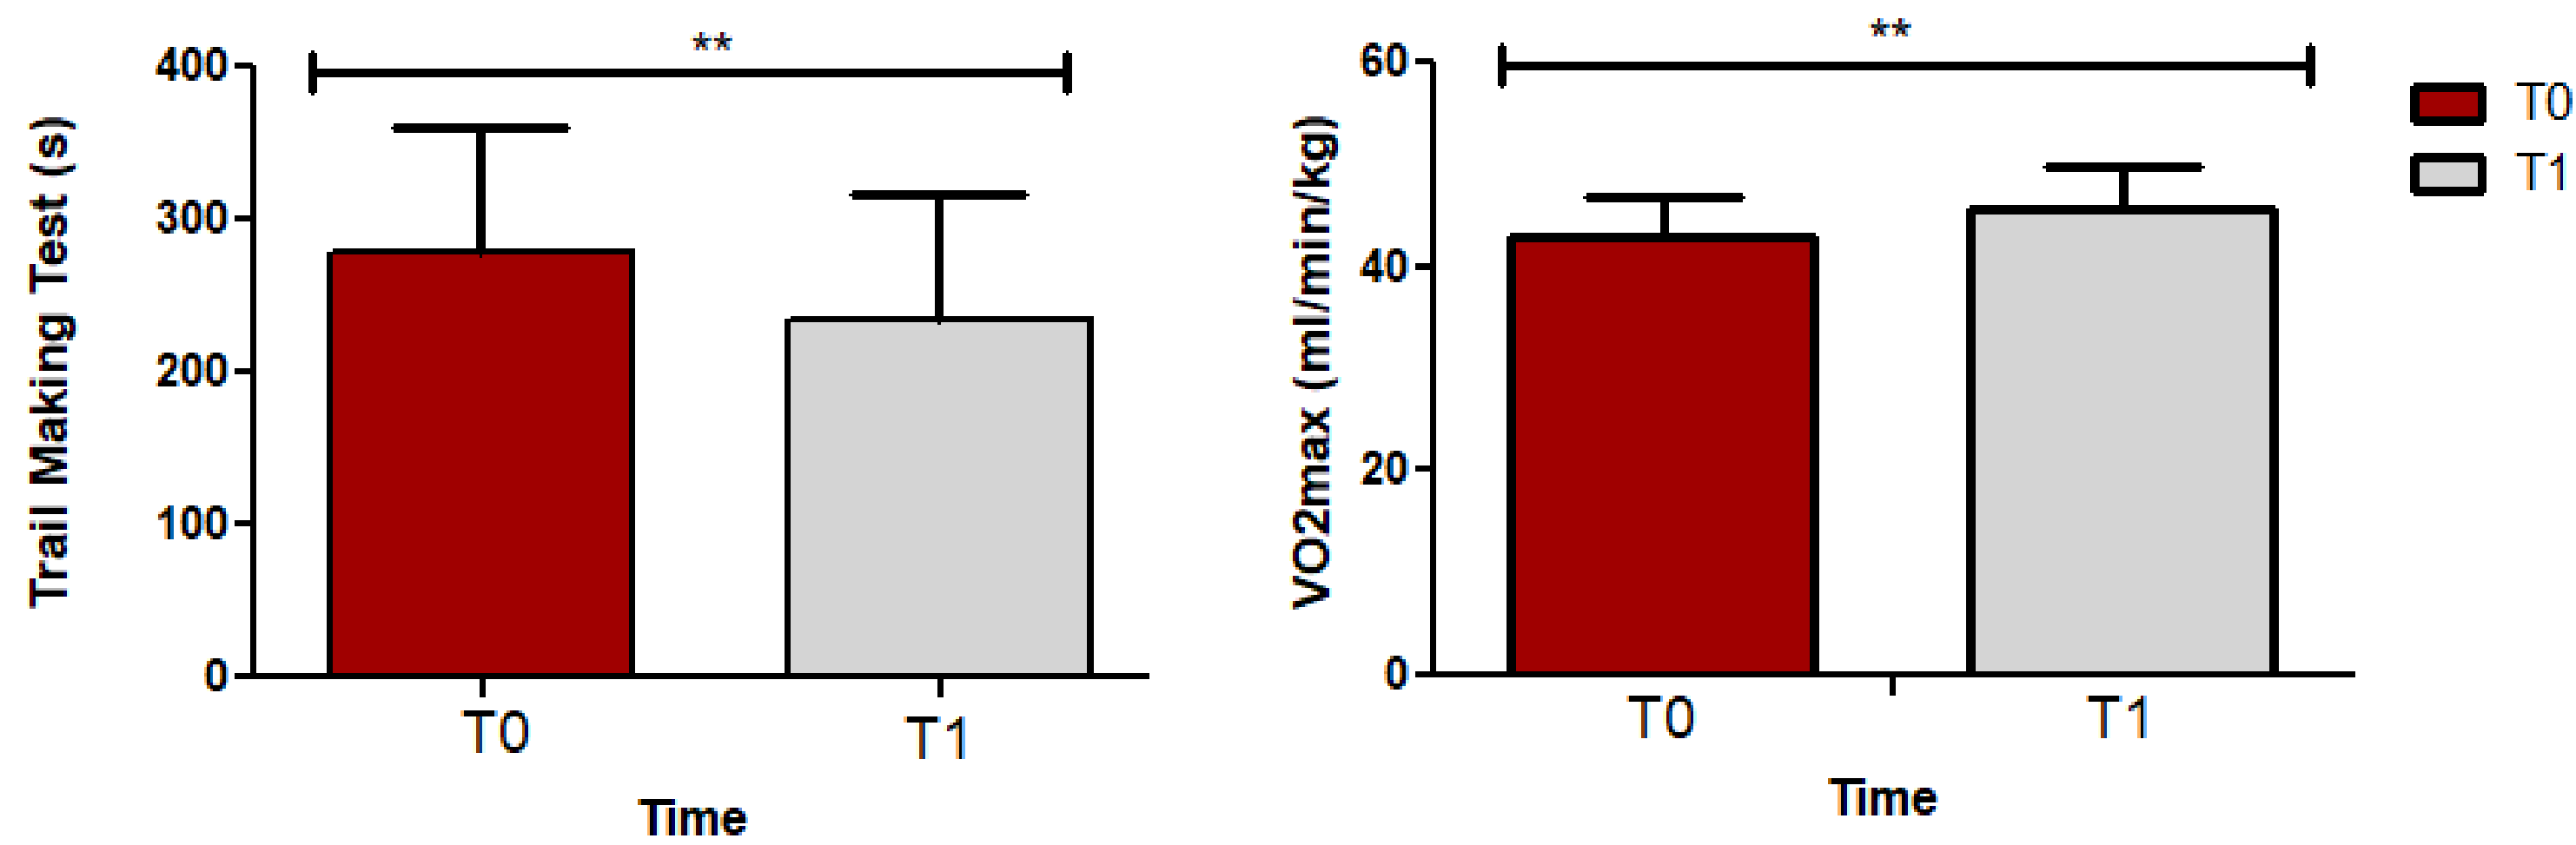 **
400
300
200
100
0
Trail Making Test (s)
T0
T1
Time
**
60
40
20
0
VO2max (ml/min/kg)
T0
T1
Time
T0
T1